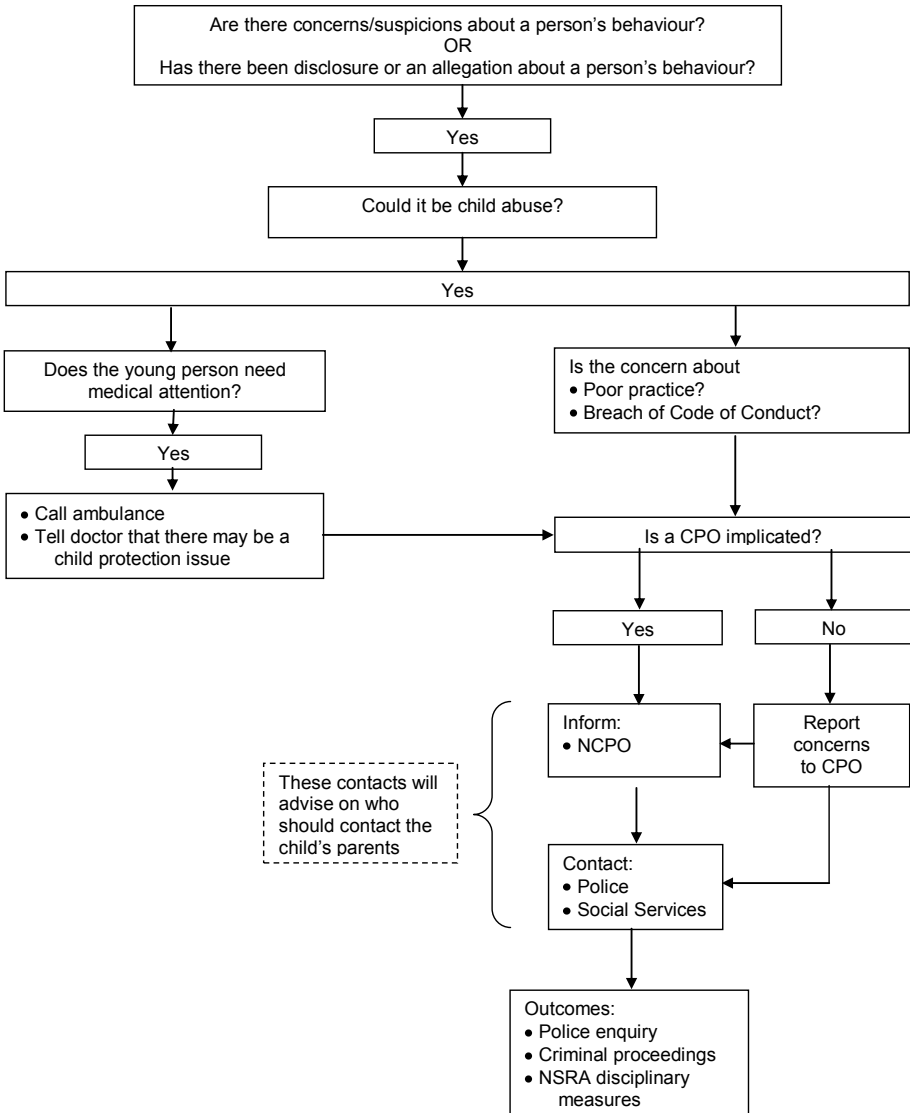 Are there concerns/suspicions about a person’s behaviour?
OR
Has there been disclosure or an allegation about a person’s behaviour?
Yes
Could it be child abuse?
Yes
Does the young person need
medical attention?
Yes
• Call ambulance
• Tell doctor that there may be a
child protection issue
Is the concern about
• Poor practice?
• Breach of Code of Conduct?
Is a CPO implicated?
Yes
No
Inform:
• NCPO
Report
concerns
to CPO
These contacts will
advise on who
should contact the
child’s parents
Contact:
• Police
• Social Services
Outcomes:
• Police enquiry
• Criminal proceedings
• NSRA disciplinary
measures